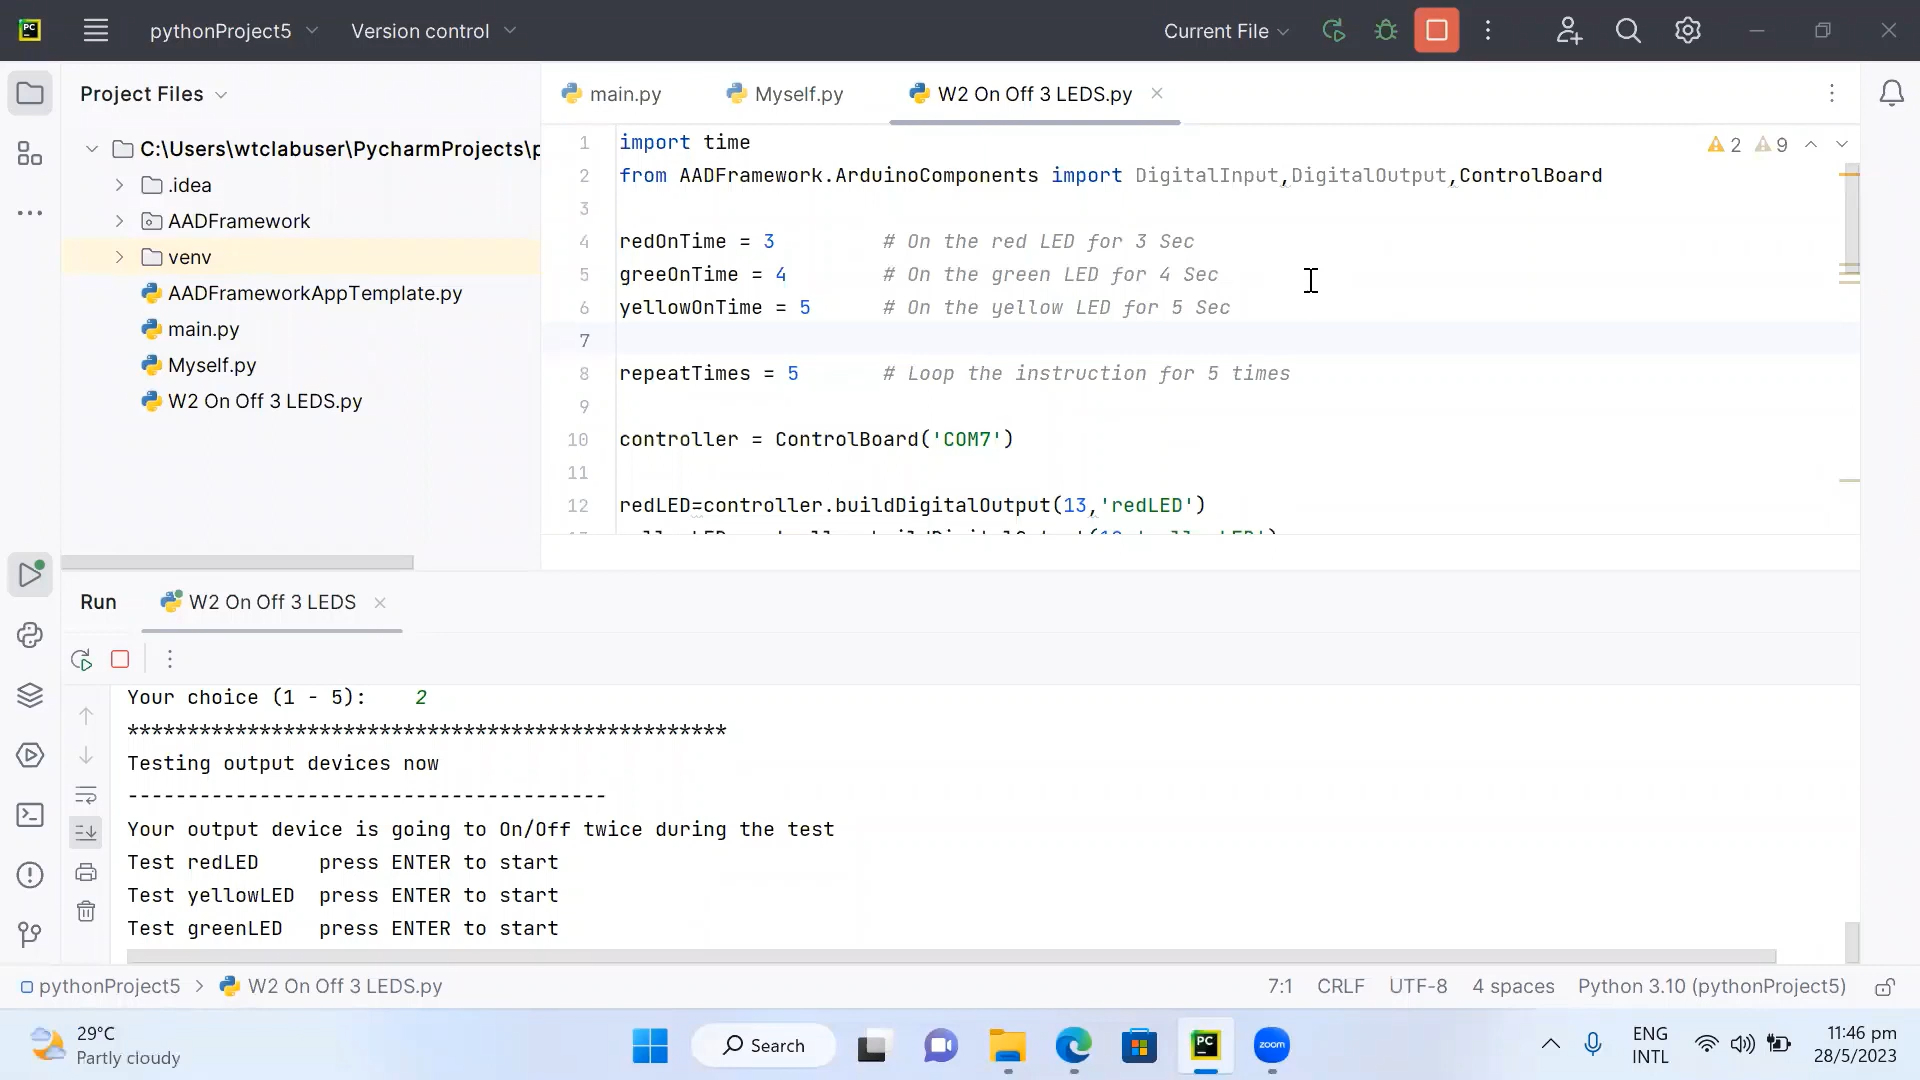 PC
pythonProject5
Version control
Current File
Project Files
main.py
Myself.py
W2 On Off 3 LEDS.py
C:\Users\wtclabuser\PycharmProjects\p
.idea
AADFramework
venv
AADFrameworkAppTemplate.py
main.py
Myself.py
W2 On Off 3 LEDS.py
2 9
1 import time
2 from AADFramework.ArduinoComponents import DigitalInput,DigitalOutput,ControlBoard
3
4 redOnTime = 3 # On the red LED for 3 Sec
5 greeOnTime = 4 # On the green LED for 4 Sec
6 yellowOnTime = 5 # On the yellow LED for 5 Sec
7
8 repeatTimes = 5 # Loop the instruction for 5 times
9
10 controller = ControlBoard('COM7')
11
12 redLED=controller.buildDigitalOutput(13,'redLED')
Run
W2 On Off 3 LEDS
Your choice (1 - 5): 2
**************************************************
Testing output devices now
----------------------------------------
Your output device is going to On/Off twice during the test
Test redLED press ENTER to start
Test yellowLED press ENTER to start
Test greenLED press ENTER to start
pythonProject5 > W2 On Off 3 LEDS.py
7:1 CRLF UTF-8 4 spaces Python 3.10 (pythonProject5)
29°C
Partly cloudy
Search
PC
zoom
ENG
INTL
11:46 pm
28/5/2023